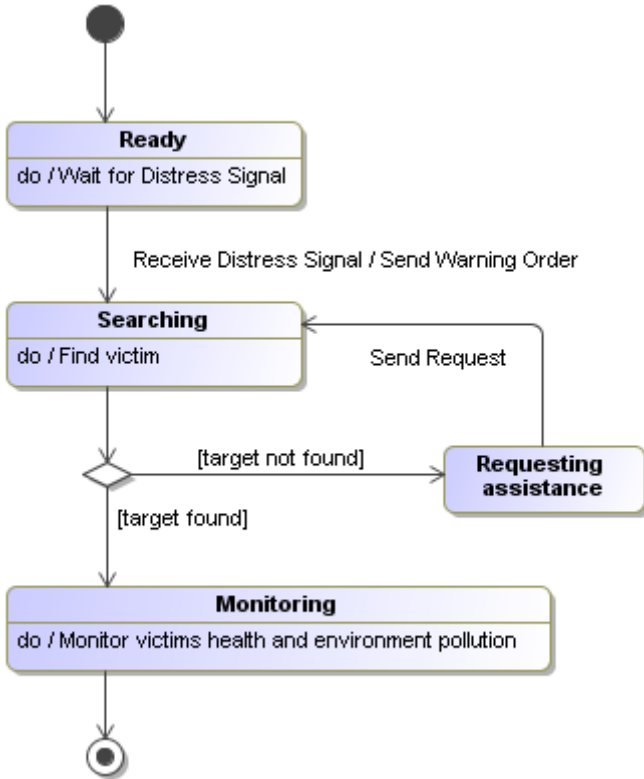 Ready
do / Wait for Distress Signal
Receive Distress Signal / Send Warning Order
Searching
do / Find victim
Send Request
[target not found]
Requesting
assistance
[target found]
Monitoring
do / Monitor victims health and environment pollution